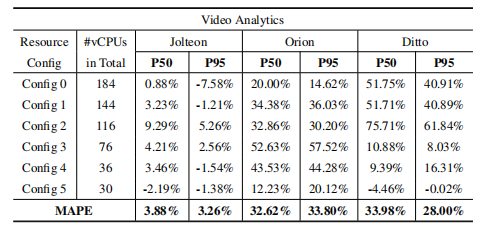 Video Analytics
Resource #vCPUs Jolteon Orion Ditto
Config in Total P50 P95 P50 P95 P50 P95
Config 0 184 0.88% -7.58% 20.00% 14.62% 51.75% 40.91%
Config 1 144 3.23% -1.21% 34.38% 36.03% 51.71% 40.89%
Config 2 116 9.29% 5.26% 32.86% 30.20% 75.71% 61.84%
Config 3 76 4.21% 2.56% 52.63% 57.52% 10.88% 8.03%
Config 4 36 3.46% -1.54% 43.53% 44.28% 9.39% 16.31%
Config 5 30 -2.19% -1.38% 12.23% 20.12% -4.46% -0.02%
MAPE 3.88% 3.26% 32.62% 33.80% 33.98% 28.00%